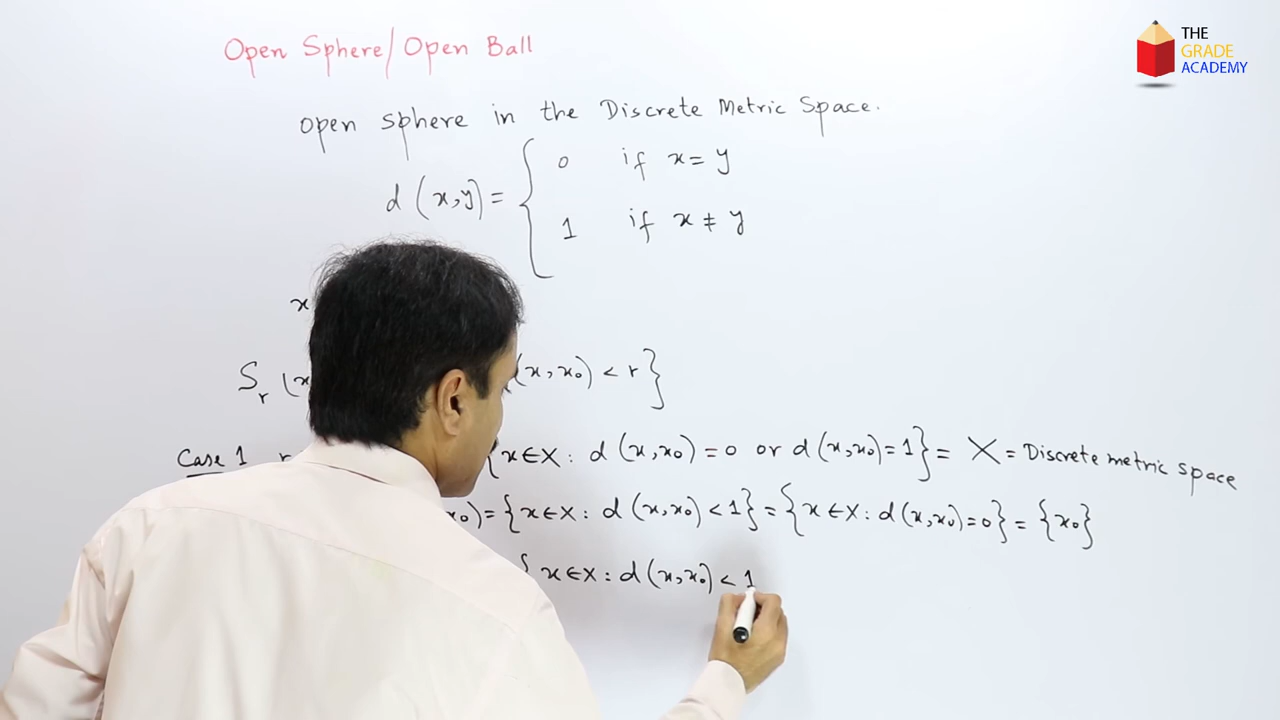 Open Sphere/Open Ball
THE
GRADE
ACADEMY
open sphere in the Discrete Metric Space.
d(x,y)= { 0 if x=y
1 if x≠y
x
Sr (x (x,x₀) < r}
Case 1 r {x∈X: d(x,x₀)=0 or d(x,x₀)=1} = X = Discrete metric space
x₀)={x∈X: d(x,x₀)<1}={x∈X: d(x,x₀)=0} = {x₀}
{x∈X: d(x,x₀)<1